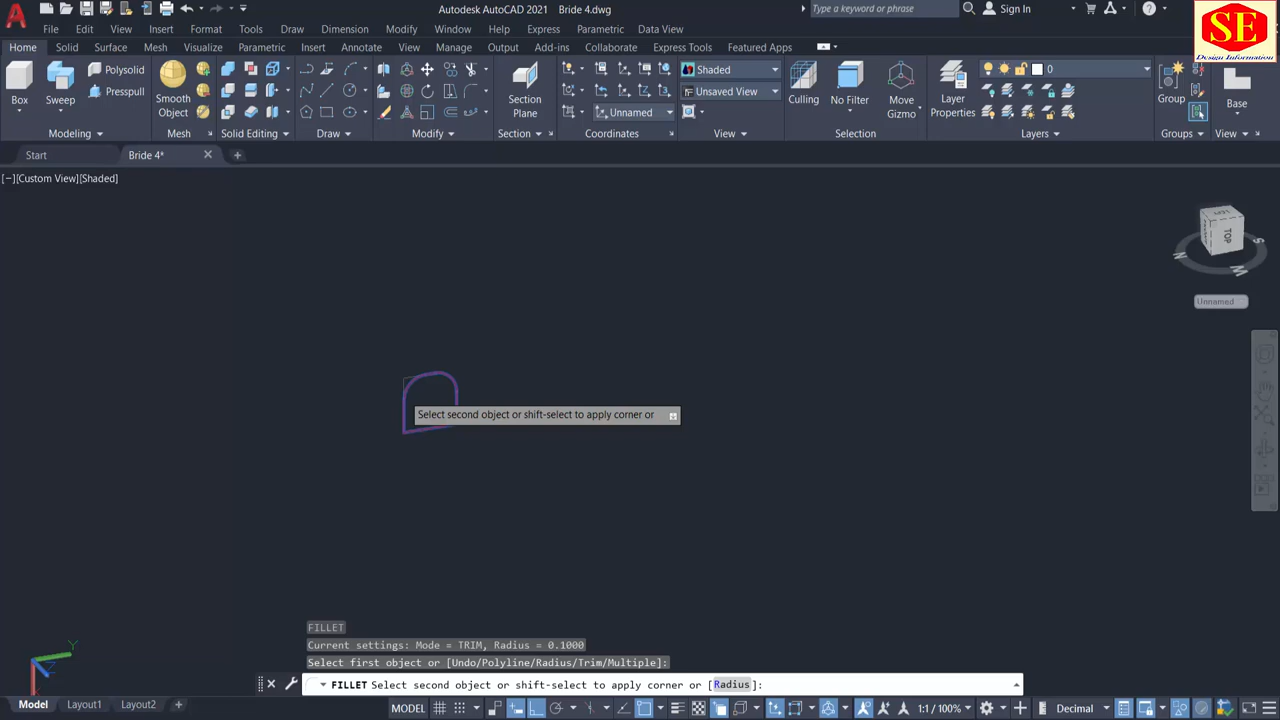 Autodesk AutoCAD 2021 Bride 4.dwg
Type a keyword or phrase
Sign In
File Edit View Insert Format Tools Draw Dimension Modify Window Help Express Parametric Data View
SE
Design Information
Home Solid Surface Mesh Visualize Parametric Insert Annotate View Manage Output Add-ins Collaborate Express Tools Featured Apps
Polysolid
Presspull
Box
Sweep
Smooth
Object
Section
Plane
Unnamed
Shaded
Unsaved View
Culling
No Filter
Move
Gizmo
Layer
Properties
0
Group
Base
Modeling Mesh Solid Editing Draw Modify Section Coordinates View Selection Layers Groups View
Start Bride 4*
[−][Custom View][Shaded]
TOP
N
S
Unnamed
Select second object or shift-select to apply corner or
FILLET
Current settings: Mode = TRIM, Radius = 0.1000
Select first object or [Undo/Polyline/Radius/Trim/Multiple]:
FILLET Select second object or shift-select to apply corner or [Radius]:
Y
Model Layout1 Layout2
MODEL
1:1 / 100%
Decimal